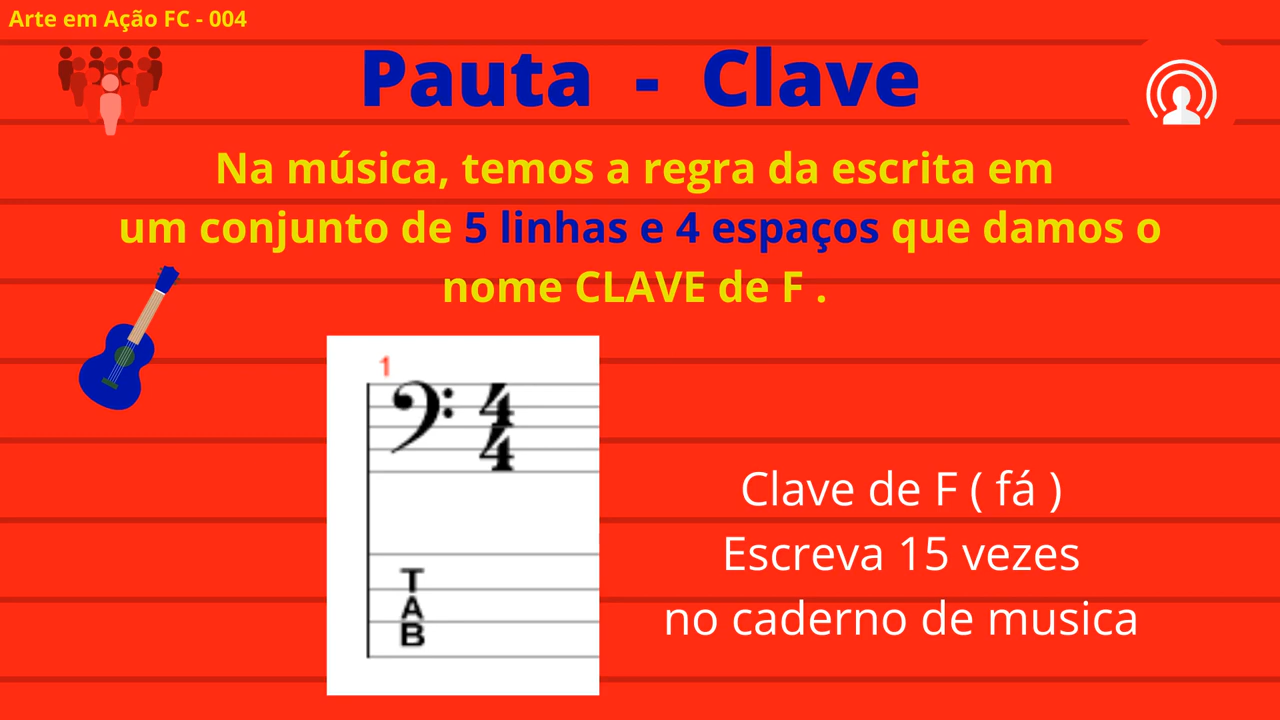 Arte em Ação FC - 004
Pauta - Clave
Na música, temos a regra da escrita em
um conjunto de 5 linhas e 4 espaços que damos o
nome CLAVE de F .
1
4
4
T
A
B
Clave de F ( fá )
Escreva 15 vezes
no caderno de musica